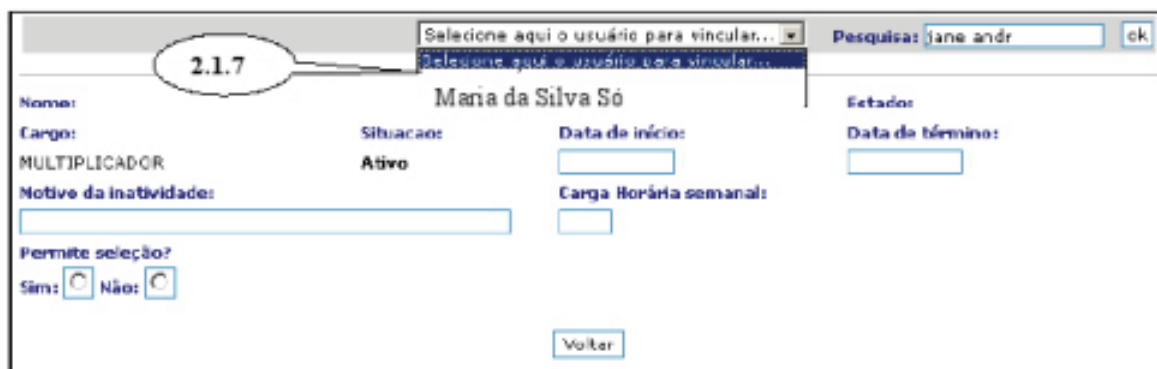 Selecione aqui o usuário para vincular... Pesquisa: jane andr ok
Selecione aqui o usuário para vincular...
2.1.7
Maria da Silva Só
Nome: Estado:
Cargo: Situacao: Data de início: Data de término:
MULTIPLICADOR Ativo
Motivo da inatividade: Carga Horária semanal:
Permite seleção?
Sim: Não:
Voltar